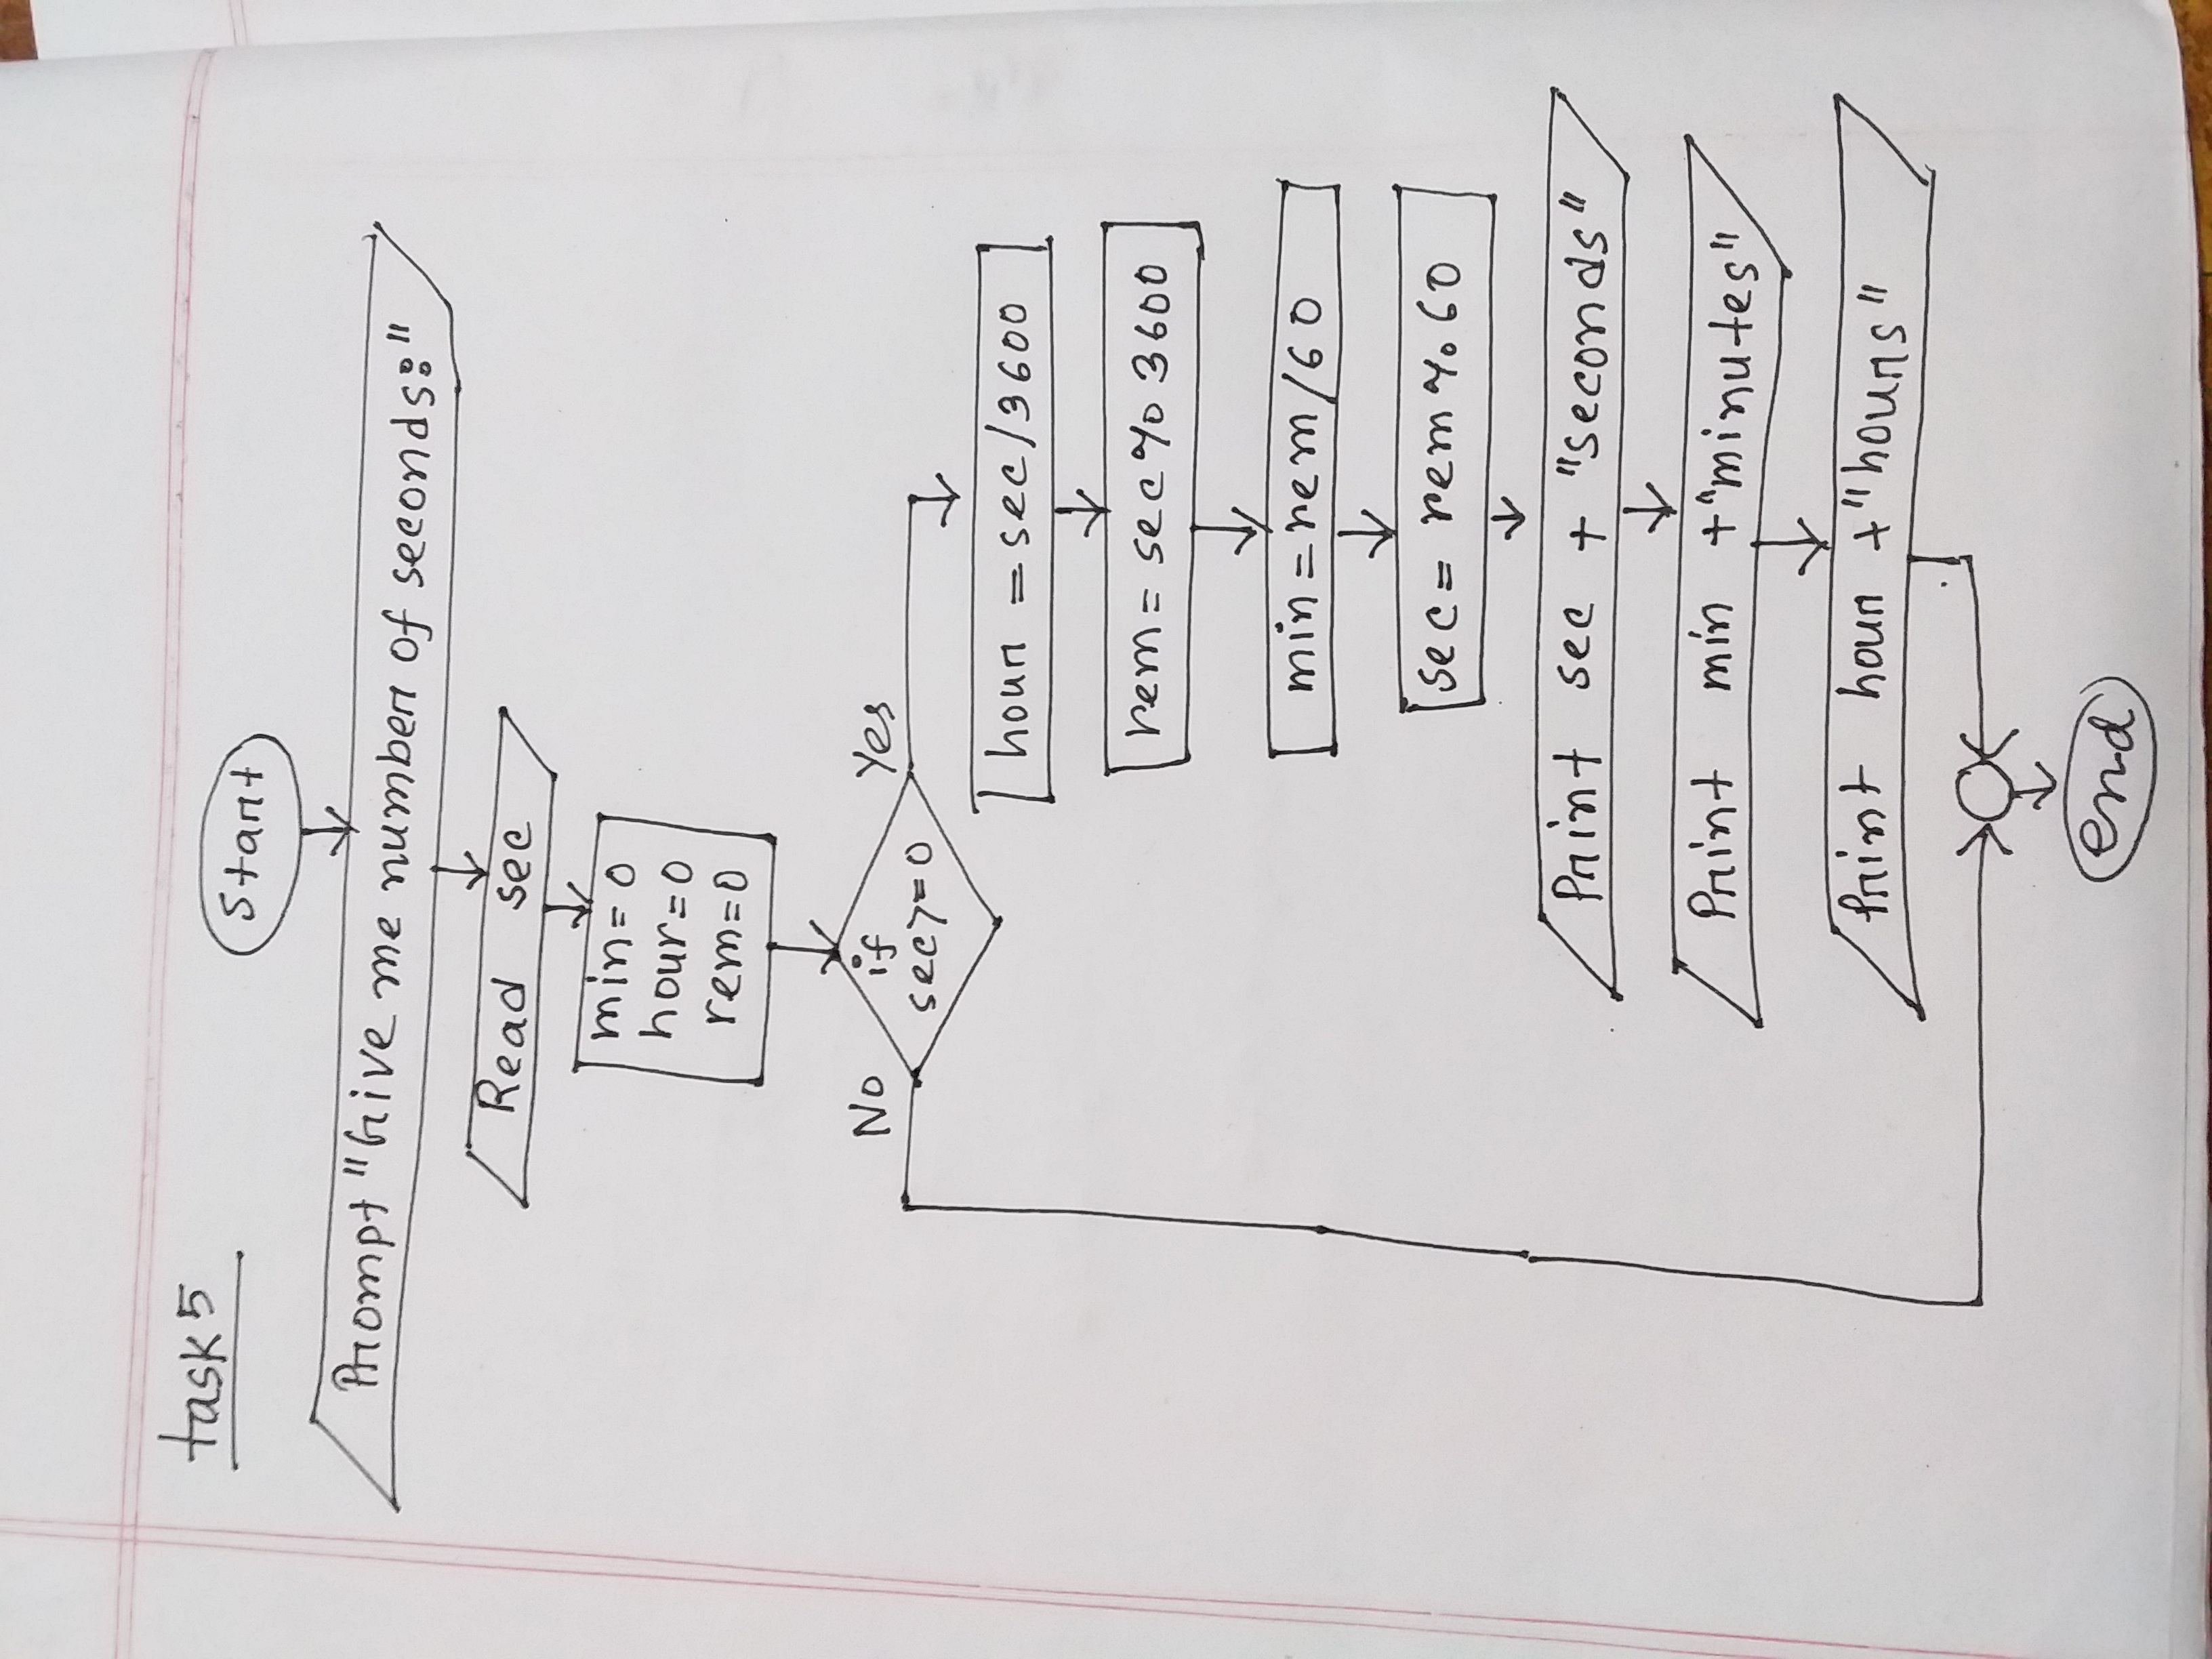 task 5
Start
Prompt "Give me number of seconds:"
Read sec
min=0
hour=0
rem=0
No
if
sec>=0
Yes
hour = sec/3600
rem = sec % 3600
min = rem/60
sec = rem % 60
Print sec + "seconds"
Print min + "minutes"
Print hour + "hours"
end